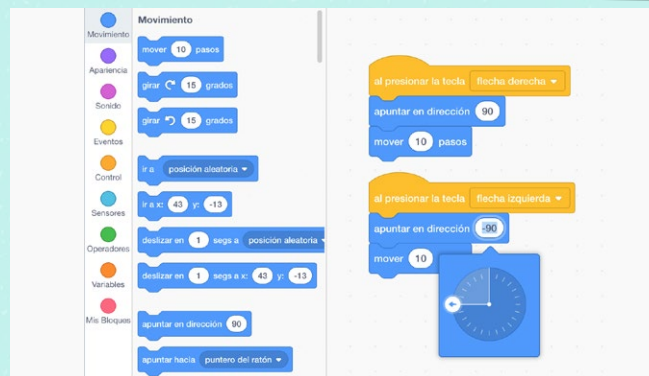 Movimiento
Apariencia
Sonido
Eventos
Control
Sensores
Operadores
Variables
Mis Bloques
Movimiento
mover 10 pasos
girar 15 grados
girar 15 grados
ir a posición aleatoria
ir a x: 43 y: -13
deslizar en 1 segs a posición aleatoria
deslizar en 1 segs a x: 43 y: -13
apuntar en dirección 90
apuntar hacia puntero del ratón
al presionar la tecla flecha derecha
apuntar en dirección 90
mover 10 pasos
al presionar la tecla flecha izquierda
apuntar en dirección -90
mover 10